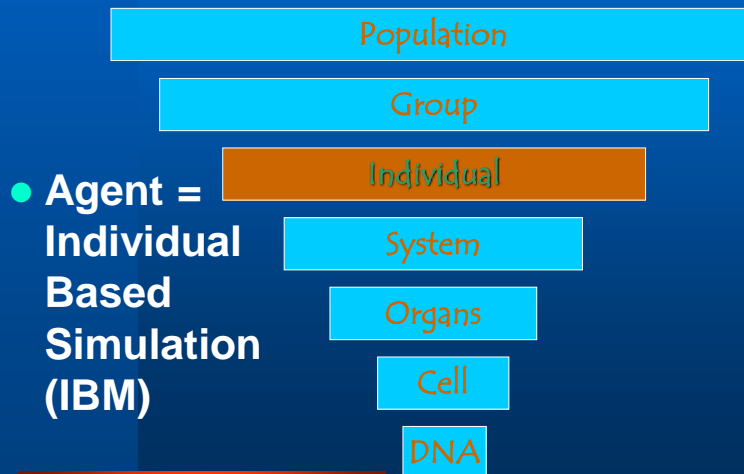 Population
Group
Individual
Agent =
Individual
Based
Simulation
(IBM)
System
Organs
Cell
DNA